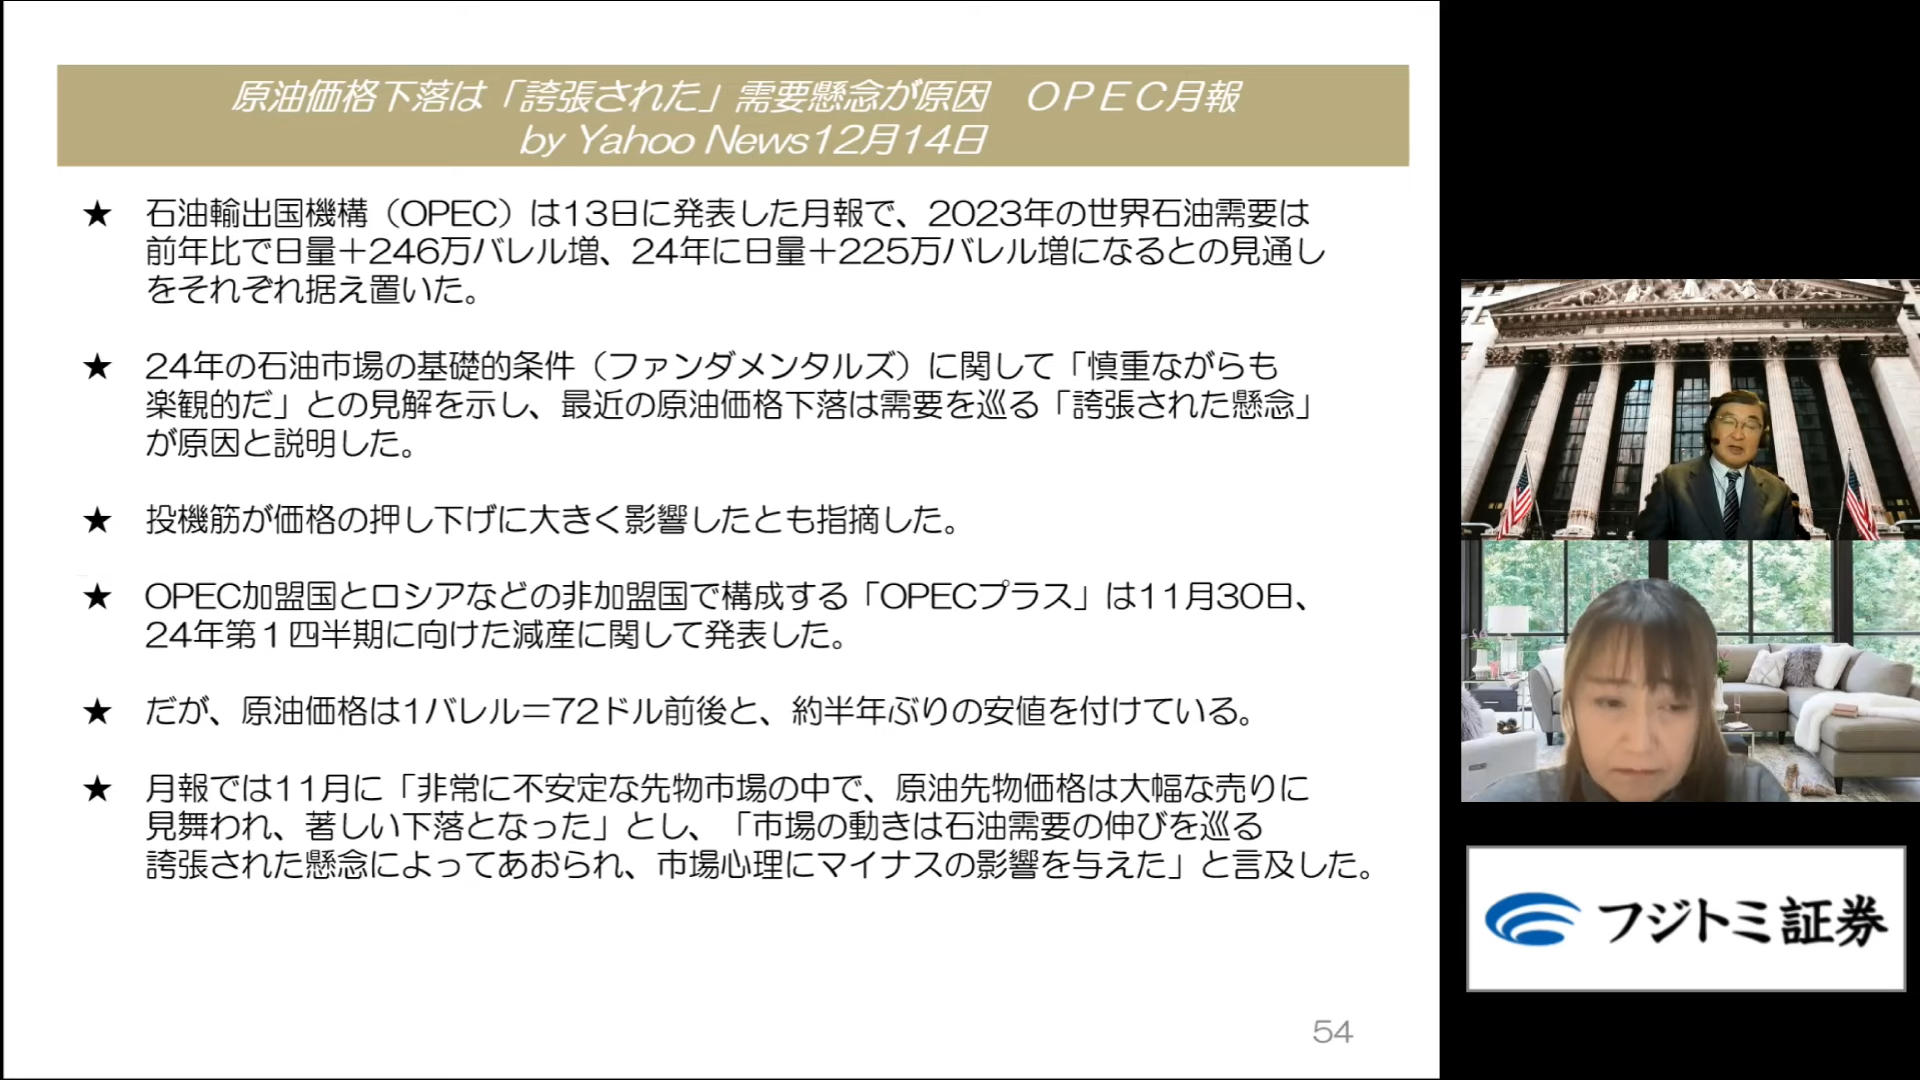 原油価格下落は「誇張された」需要懸念が原因　ＯＰＥＣ月報
by Yahoo News12月14日
★ 石油輸出国機構（OPEC）は13日に発表した月報で、2023年の世界石油需要は
前年比で日量＋246万バレル増、24年に日量＋225万バレル増になるとの見通し
をそれぞれ据え置いた。
★ 24年の石油市場の基礎的条件（ファンダメンタルズ）に関して「慎重ながらも
楽観的だ」との見解を示し、最近の原油価格下落は需要を巡る「誇張された懸念」
が原因と説明した。
★ 投機筋が価格の押し下げに大きく影響したとも指摘した。
★ OPEC加盟国とロシアなどの非加盟国で構成する「OPECプラス」は11月30日、
24年第１四半期に向けた減産に関して発表した。
★ だが、原油価格は1バレル＝72ドル前後と、約半年ぶりの安値を付けている。
★ 月報では11月に「非常に不安定な先物市場の中で、原油先物価格は大幅な売りに
見舞われ、著しい下落となった」とし、「市場の動きは石油需要の伸びを巡る
誇張された懸念によってあおられ、市場心理にマイナスの影響を与えた」と言及した。
54
フジトミ証券